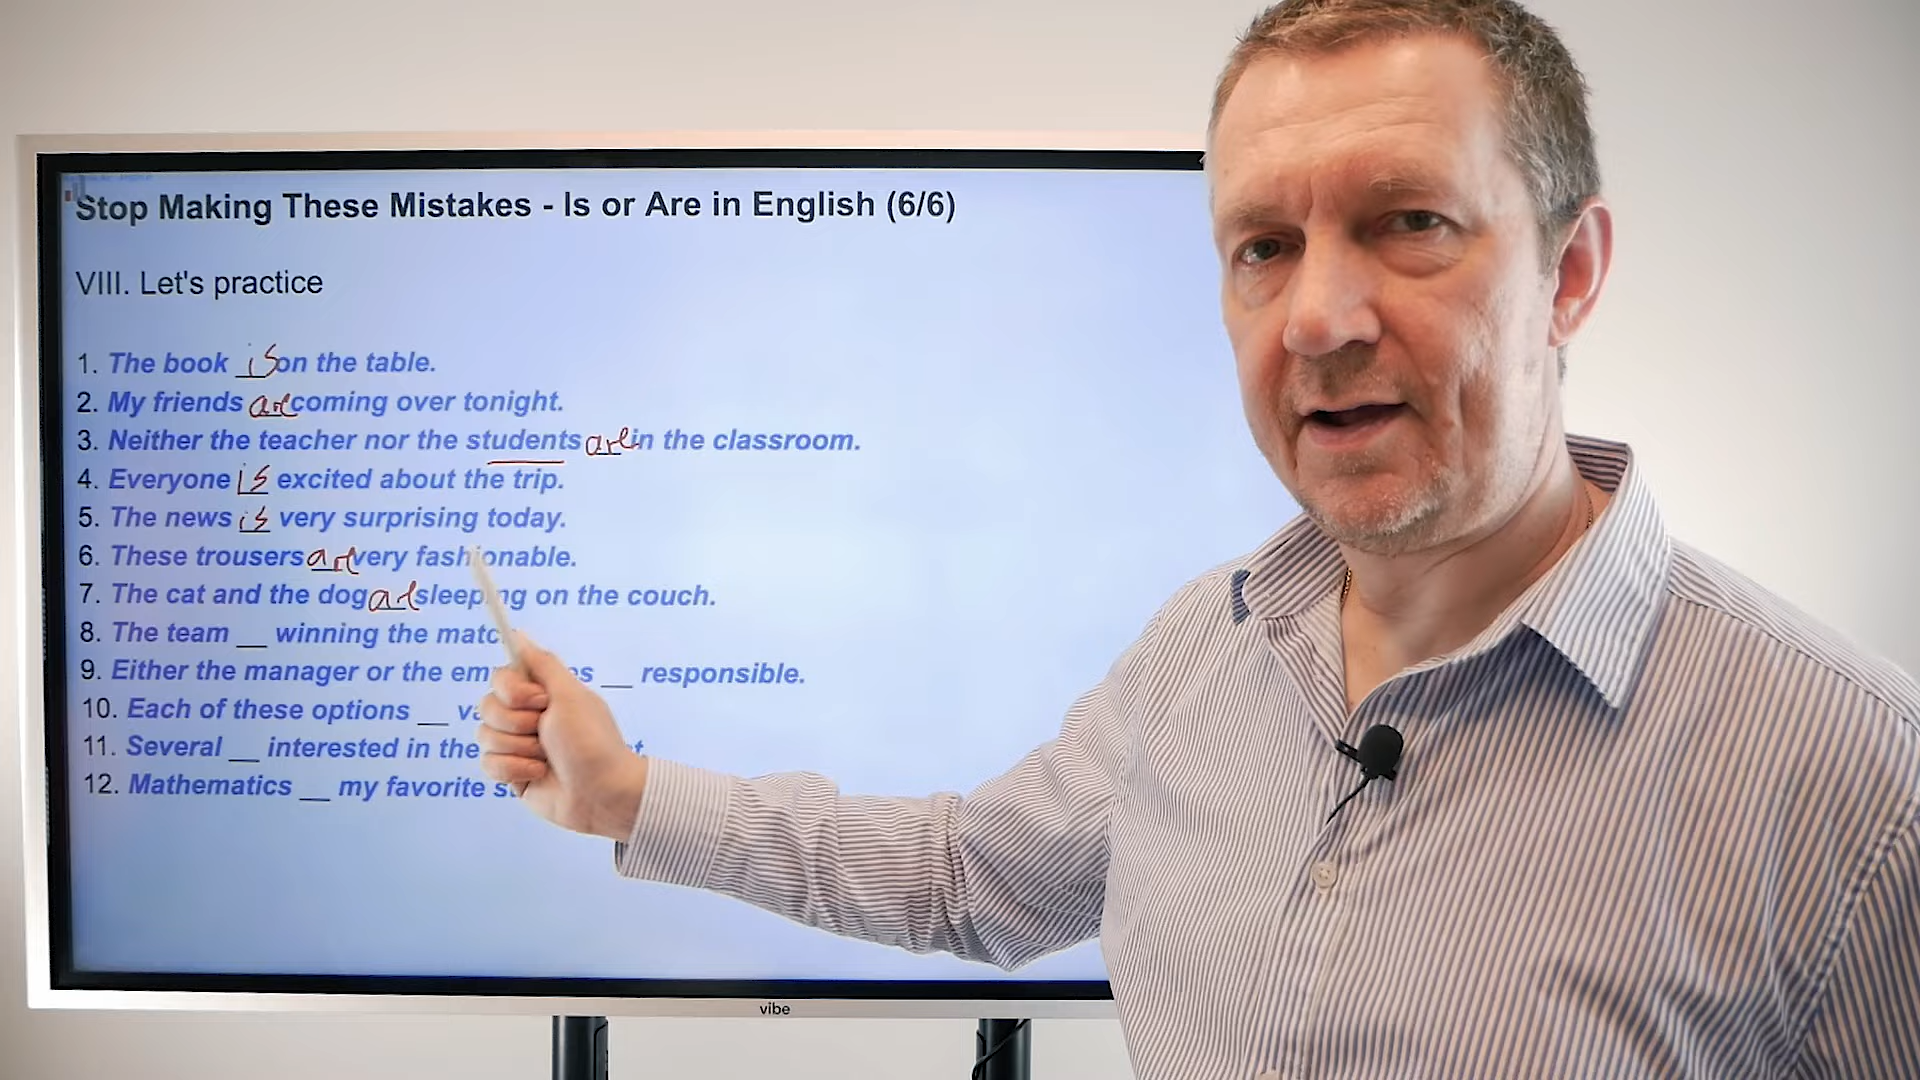 Stop Making These Mistakes - Is or Are in English (6/6)
VIII. Let's practice
1. The book is on the table.
2. My friends are coming over tonight.
3. Neither the teacher nor the students are in the classroom.
4. Everyone is excited about the trip.
5. The news is very surprising today.
6. These trousers are very fashionable.
7. The cat and the dog are sleeping on the couch.
8. The team __ winning the matc
9. Either the manager or the em es __ responsible.
10. Each of these options __
11. Several __ interested in the
12. Mathematics __ my favorite
vibe